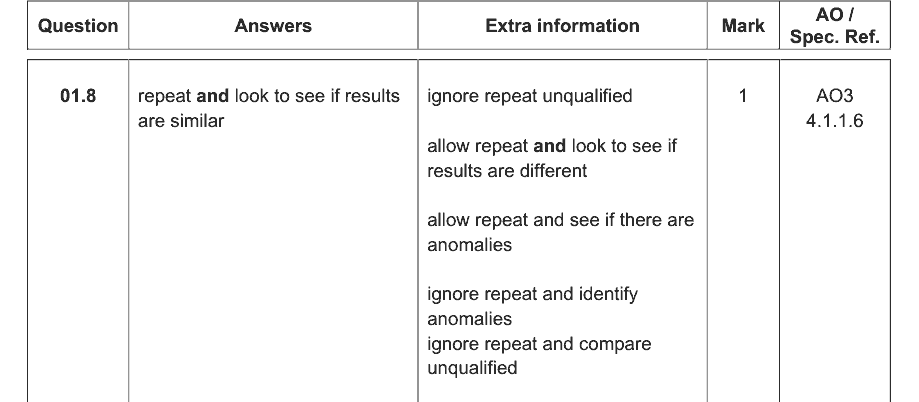 Question Answers Extra information Mark AO /
Spec. Ref.
01.8 repeat and look to see if results ignore repeat unqualified 1 AO3
are similar 4.1.1.6
allow repeat and look to see if
results are different
allow repeat and see if there are
anomalies
ignore repeat and identify
anomalies
ignore repeat and compare
unqualified